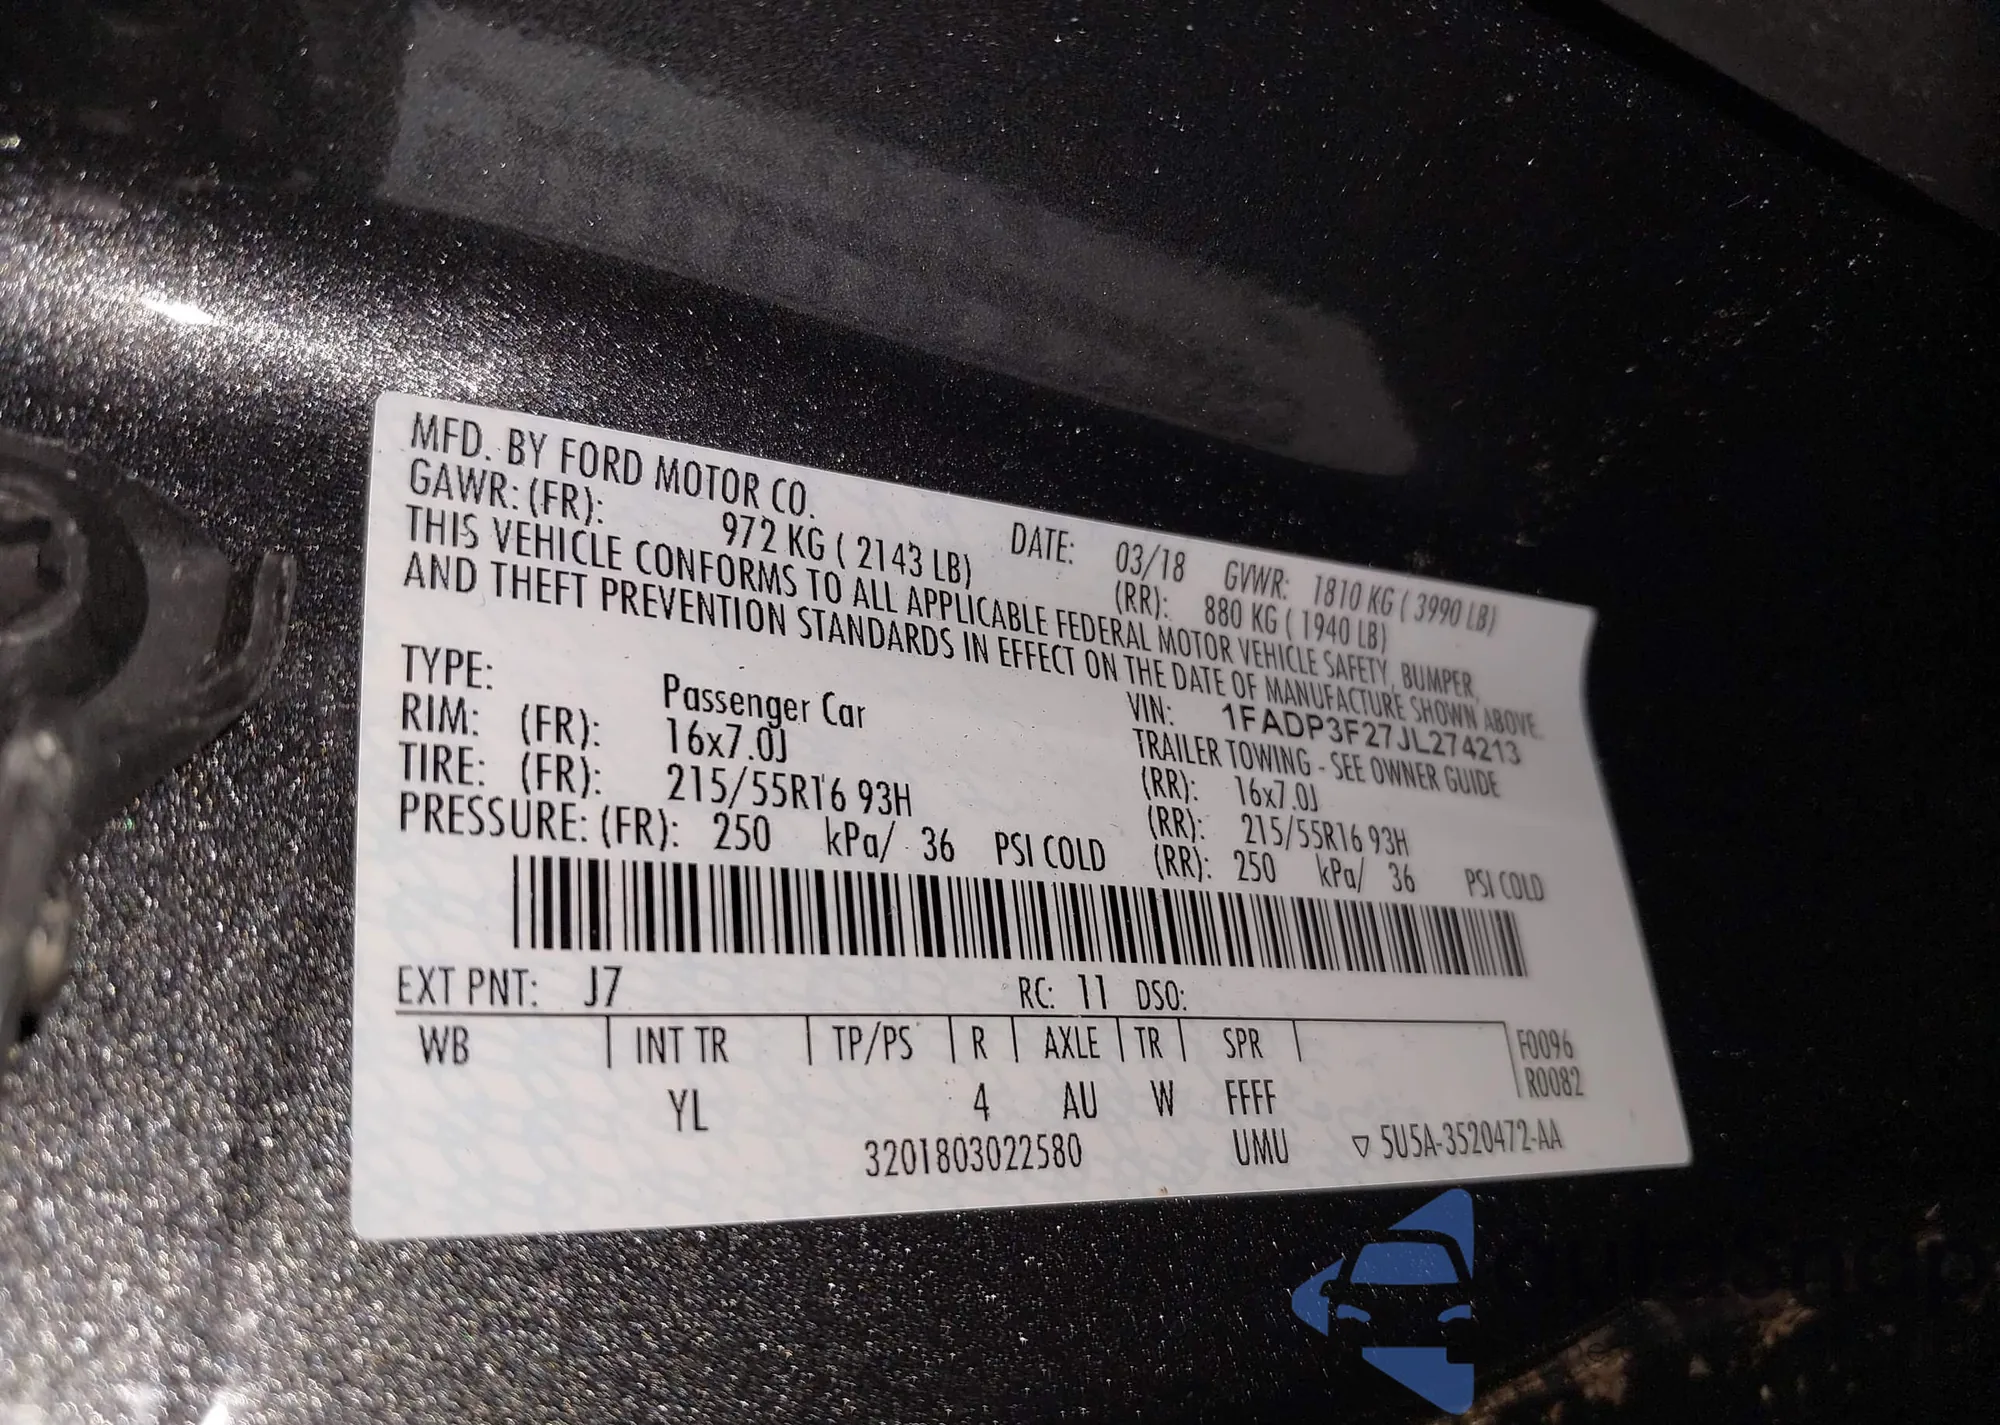 MFD. BY FORD MOTOR CO.
DATE: 03/18 GVWR: 1810 KG ( 3990 LB)
GAWR: (FR): 972 KG ( 2143 LB) (RR): 880 KG ( 1940 LB)
THIS VEHICLE CONFORMS TO ALL APPLICABLE FEDERAL MOTOR VEHICLE SAFETY, BUMPER,
AND THEFT PREVENTION STANDARDS IN EFFECT ON THE DATE OF MANUFACTURE SHOWN ABOVE.
VIN: 1FADP3F27JL274213
TYPE: Passenger Car TRAILER TOWING - SEE OWNER GUIDE
RIM: (FR): 16x7.0J (RR): 16x7.0J
TIRE: (FR): 215/55R16 93H (RR): 215/55R16 93H
PRESSURE: (FR): 250 kPa/ 36 PSI COLD (RR): 250 kPa/ 36 PSI COLD
EXT PNT: J7 RC: 11 DSO:
WB INT TR TP/PS R AXLE TR SPR F0096
R0082
YL 4 AU W FFFF
3201803022580 UMU ▽ 5U5A-3520472-AA